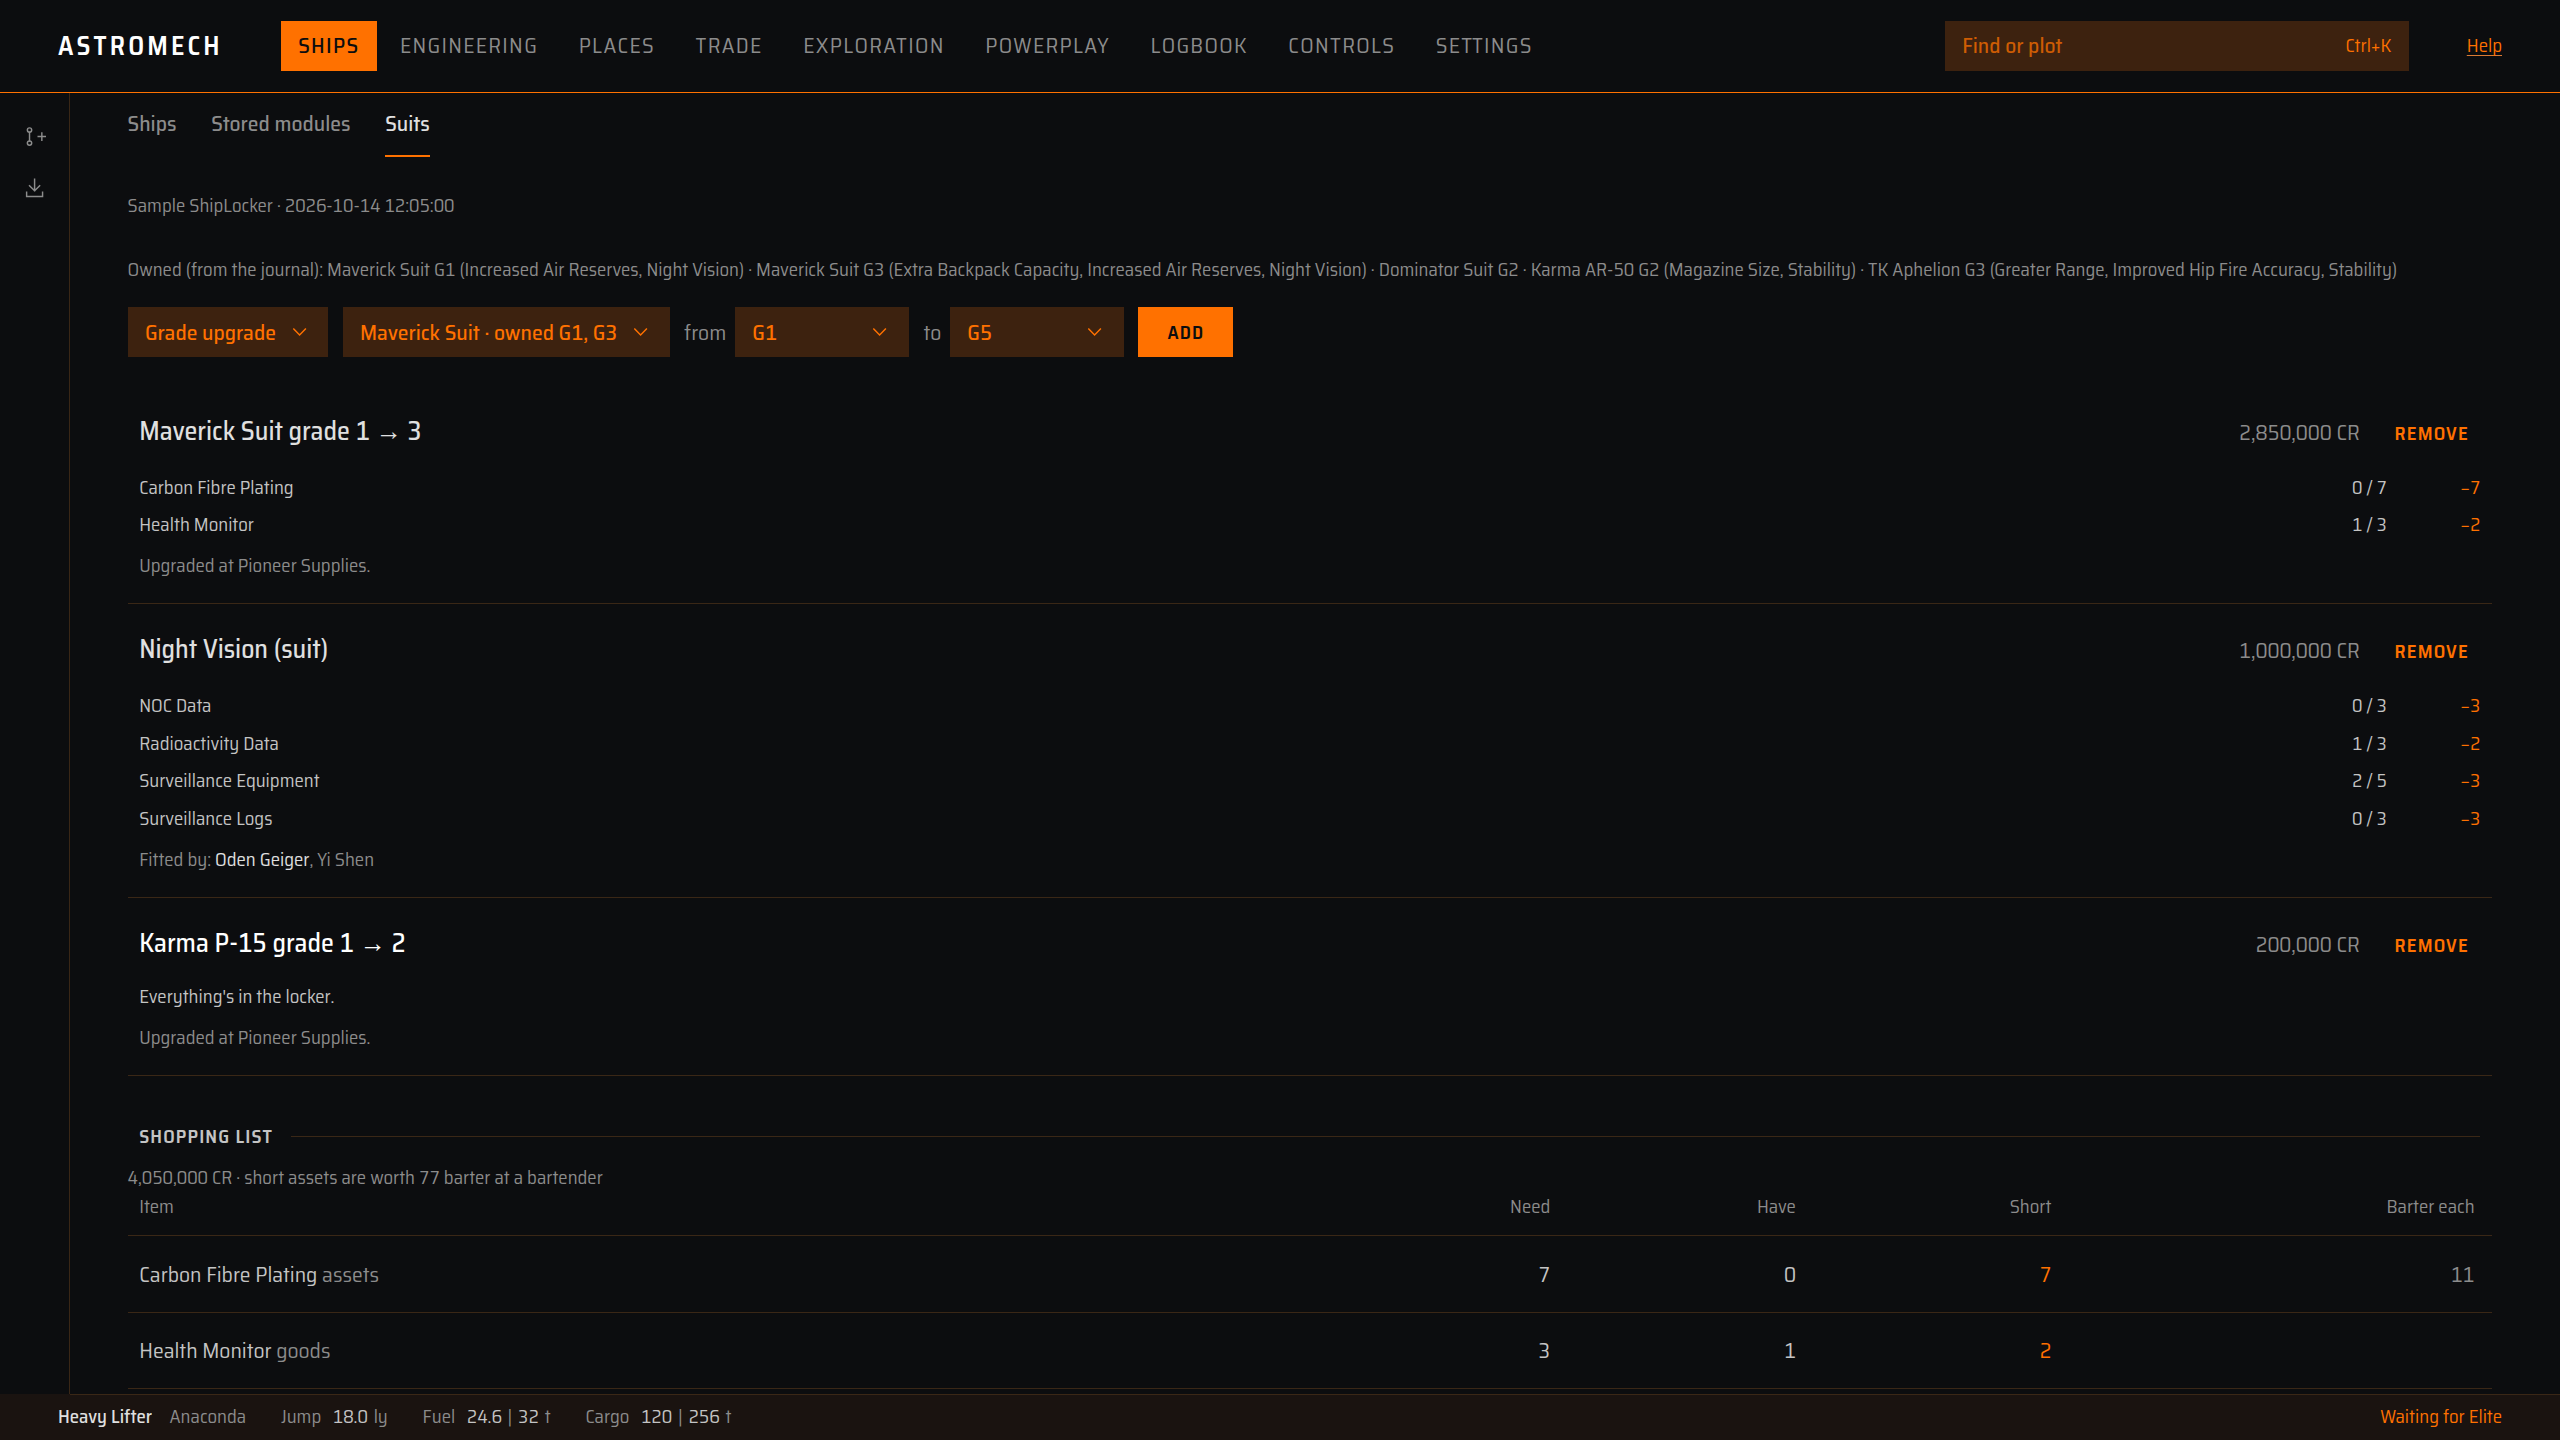 ASTROMECH SHIPS ENGINEERING PLACES TRADE EXPLORATION POWERPLAY LOGBOOK CONTROLS SETTINGS Find or plot Ctrl+K Help
Ships Stored modules Suits
Sample ShipLocker · 2026-10-14 12:05:00
Owned (from the journal): Maverick Suit G1 (Increased Air Reserves, Night Vision) · Maverick Suit G3 (Extra Backpack Capacity, Increased Air Reserves, Night Vision) · Dominator Suit G2 · Karma AR-50 G2 (Magazine Size, Stability) · TK Aphelion G3 (Greater Range, Improved Hip Fire Accuracy, Stability)
Grade upgrade Maverick Suit · owned G1, G3 from G1 to G5 ADD
Maverick Suit grade 1 → 3 2,850,000 CR REMOVE
Carbon Fibre Plating 0 / 7 −7
Health Monitor 1 / 3 −2
Upgraded at Pioneer Supplies.
Night Vision (suit) 1,000,000 CR REMOVE
NOC Data 0 / 3 −3
Radioactivity Data 1 / 3 −2
Surveillance Equipment 2 / 5 −3
Surveillance Logs 0 / 3 −3
Fitted by: Oden Geiger, Yi Shen
Karma P-15 grade 1 → 2 200,000 CR REMOVE
Everything's in the locker.
Upgraded at Pioneer Supplies.
SHOPPING LIST
4,050,000 CR · short assets are worth 77 barter at a bartender
Item Need Have Short Barter each
Carbon Fibre Plating assets 7 0 7 11
Health Monitor goods 3 1 2
Heavy Lifter Anaconda Jump 18.0 ly Fuel 24.6 | 32 t Cargo 120 | 256 t Waiting for Elite